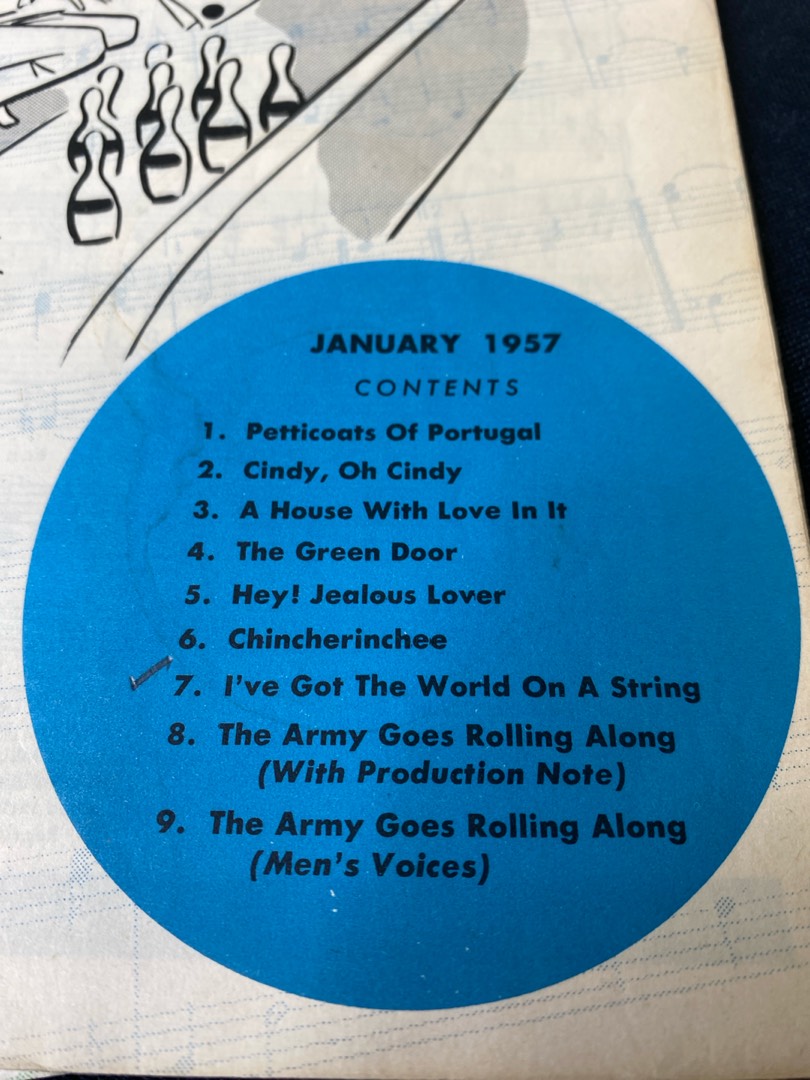 JANUARY 1957
CONTENTS
1. Petticoats Of Portugal
2. Cindy, Oh Cindy
3. A House With Love In It
4. The Green Door
5. Hey! Jealous Lover
6. Chincherinchee
7. I've Got The World On A String
8. The Army Goes Rolling Along
(With Production Note)
9. The Army Goes Rolling Along
(Men's Voices)